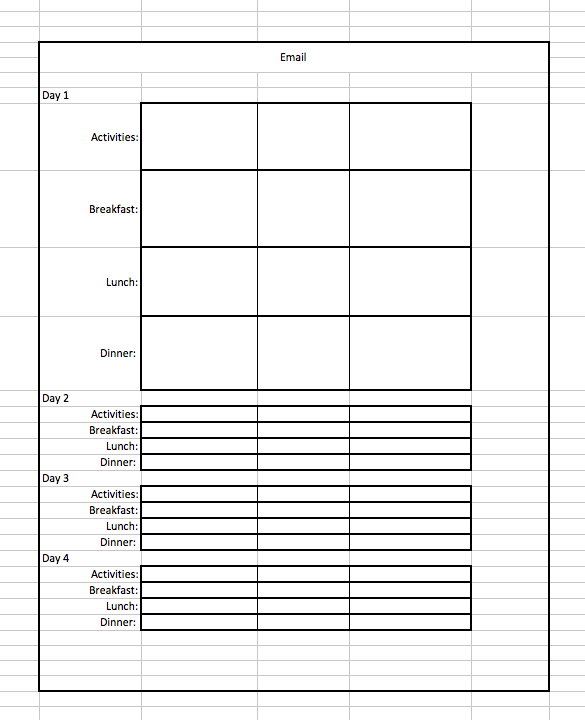 Email
Day 1
Activities:
Breakfast:
Lunch:
Dinner:
Day 2
Activities:
Breakfast:
Lunch:
Dinner:
Day 3
Activities:
Breakfast:
Lunch:
Dinner:
Day 4
Activities:
Breakfast:
Lunch:
Dinner: